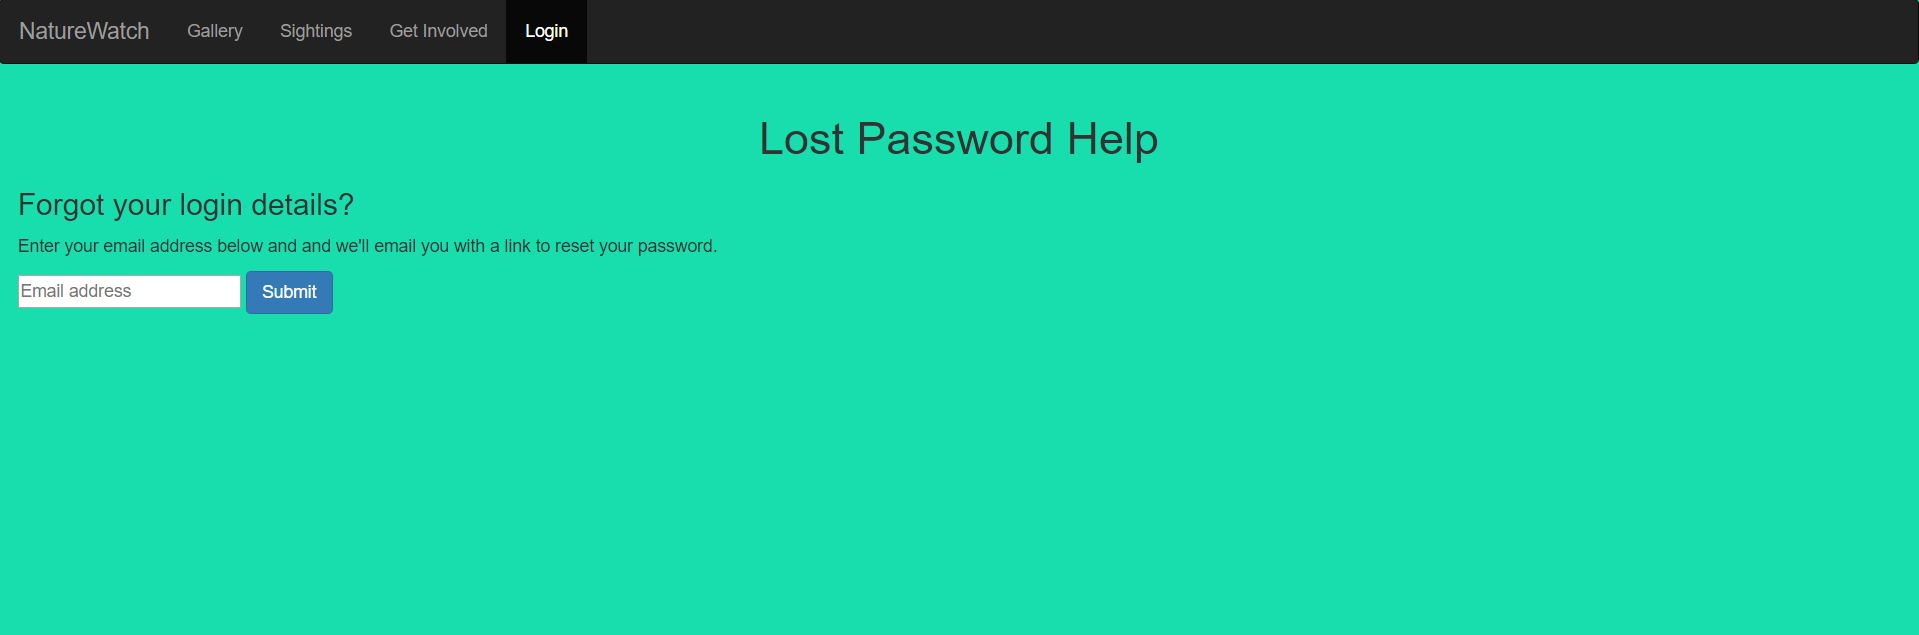 NatureWatch Gallery Sightings Get Involved Login
Lost Password Help
Forgot your login details?
Enter your email address below and and we'll email you with a link to reset your password.
Email address Submit